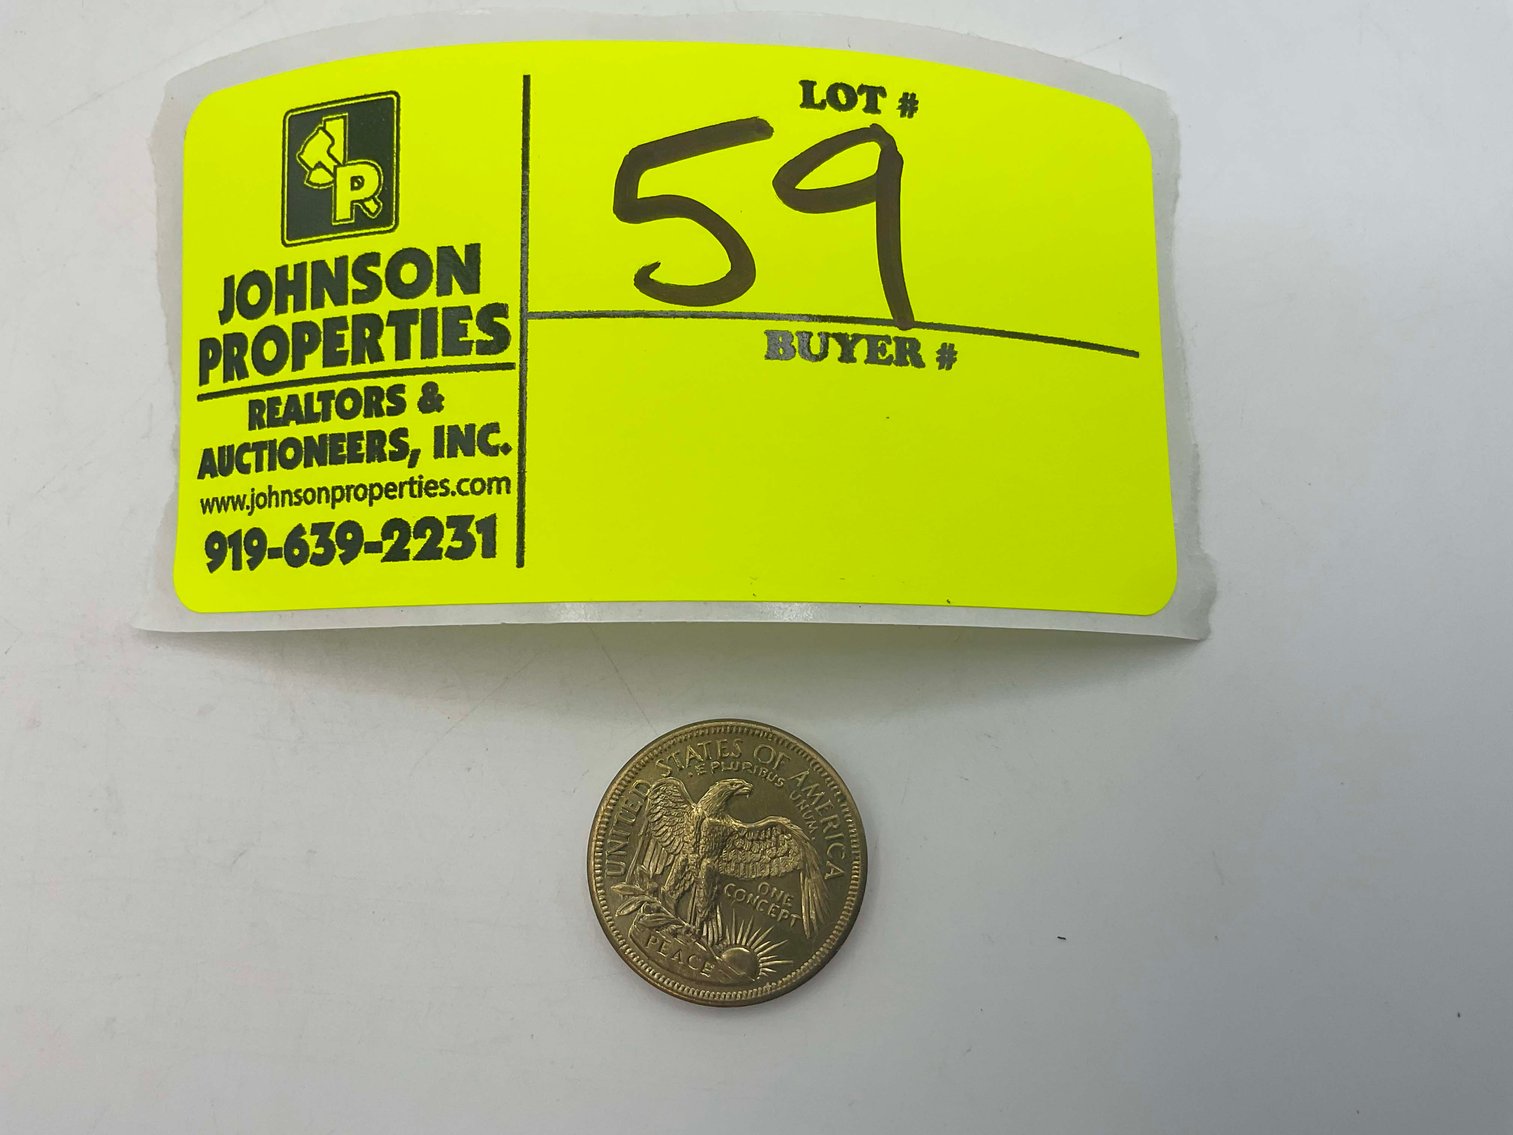 JPR
JOHNSON
PROPERTIES
REALTORS &
AUCTIONEERS, INC.
www.johnsonproperties.com
919-639-2231
LOT #
59
BUYER #
UNITED STATES OF AMERICA
E PLURIBUS UNUM
ONE
CONCEPT
PEACE